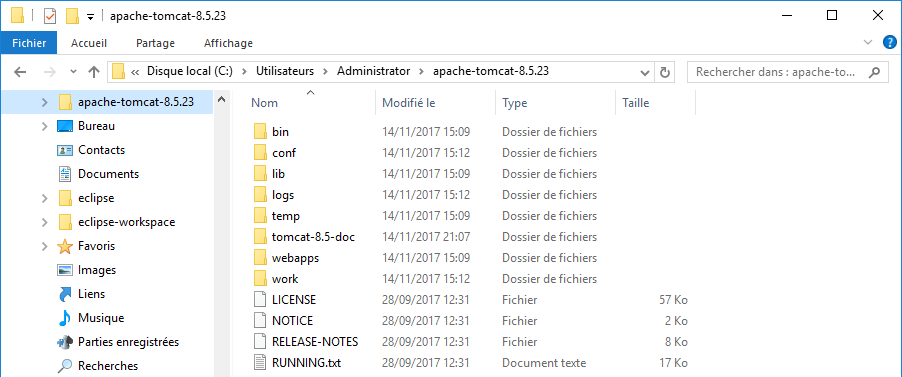 apache-tomcat-8.5.23
Fichier Accueil Partage Affichage
« Disque local (C:) > Utilisateurs > Administrator > apache-tomcat-8.5.23
Rechercher dans : apache-to...
apache-tomcat-8.5.23
Bureau
Contacts
Documents
eclipse
eclipse-workspace
Favoris
Images
Liens
Musique
Parties enregistrées
Recherches
Nom Modifié le Type Taille
bin 14/11/2017 15:09 Dossier de fichiers
conf 14/11/2017 15:12 Dossier de fichiers
lib 14/11/2017 15:09 Dossier de fichiers
logs 14/11/2017 15:12 Dossier de fichiers
temp 14/11/2017 15:09 Dossier de fichiers
tomcat-8.5-doc 14/11/2017 21:07 Dossier de fichiers
webapps 14/11/2017 15:09 Dossier de fichiers
work 14/11/2017 15:12 Dossier de fichiers
LICENSE 28/09/2017 12:31 Fichier 57 Ko
NOTICE 28/09/2017 12:31 Fichier 2 Ko
RELEASE-NOTES 28/09/2017 12:31 Fichier 8 Ko
RUNNING.txt 28/09/2017 12:31 Document texte 17 Ko